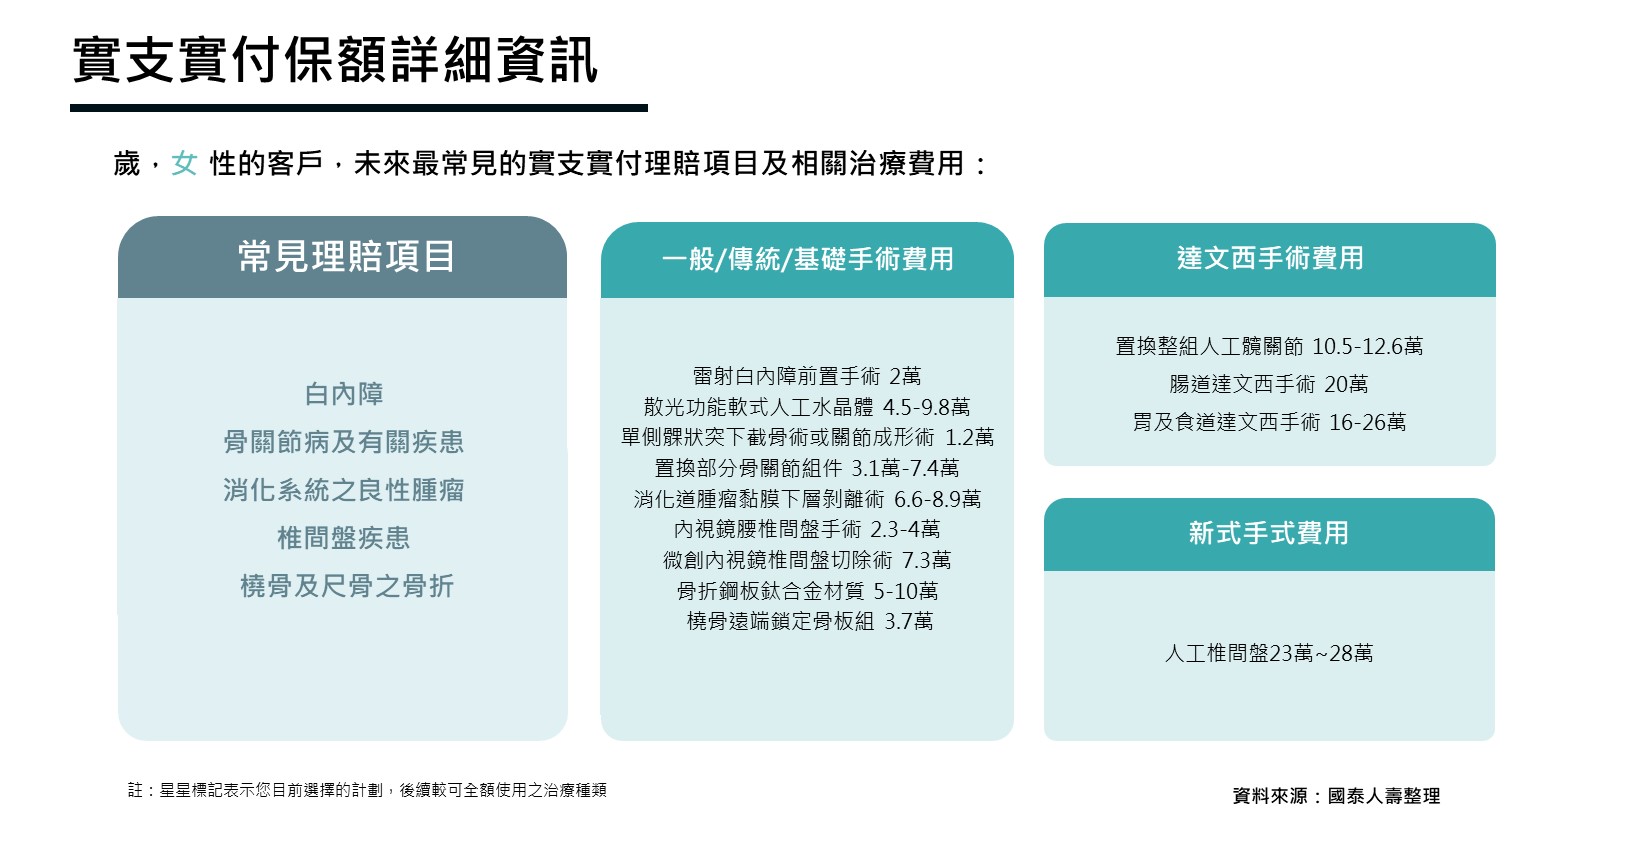 實支實付保額詳細資訊
歲，女 性的客戶，未來最常見的實支實付理賠項目及相關治療費用：
常見理賠項目
白內障
骨關節病及有關疾患
消化系統之良性腫瘤
椎間盤疾患
橈骨及尺骨之骨折
一般/傳統/基礎手術費用
雷射白內障前置手術 2萬
散光功能軟式人工水晶體 4.5-9.8萬
單側髁狀突下截骨術或關節成形術 1.2萬
置換部分骨關節組件 3.1萬-7.4萬
消化道腫瘤黏膜下層剝離術 6.6-8.9萬
內視鏡腰椎間盤手術 2.3-4萬
微創內視鏡椎間盤切除術 7.3萬
骨折鋼板鈦合金材質 5-10萬
橈骨遠端鎖定骨板組 3.7萬
達文西手術費用
置換整組人工髖關節 10.5-12.6萬
腸道達文西手術 20萬
胃及食道達文西手術 16-26萬
新式手式費用
人工椎間盤23萬~28萬
註：星星標記表示您目前選擇的計劃，後續較可全額使用之治療種類
資料來源：國泰人壽整理